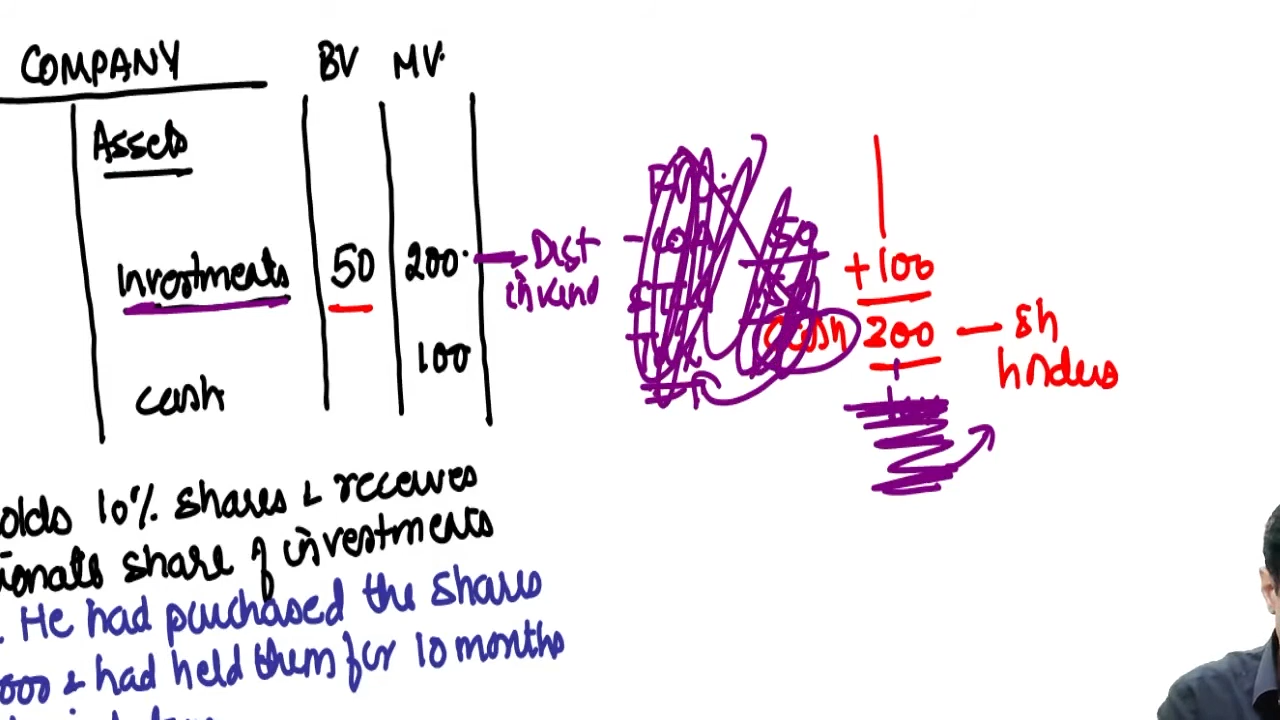 COMPANY BV MV
Assets
Investments 50 200 → Dist in kind
cash 100
+100
cash 200 — Sh holders
olds 10% shares & receives
ionate share of investments
. He had purchased the shares
000 & had held them for 10 months